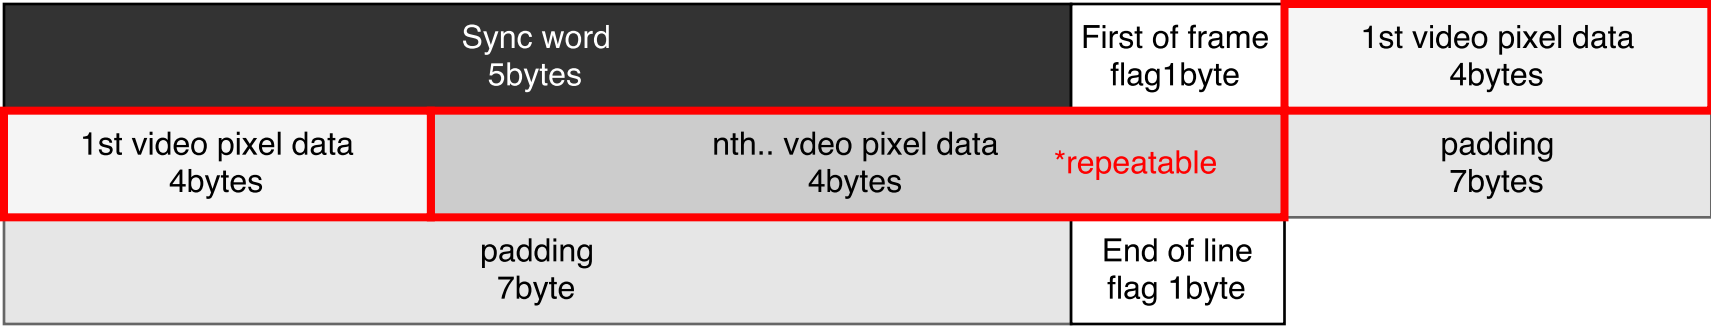 Sync word
5bytes
First of frame
flag1byte
1st video pixel data
4bytes
1st video pixel data
4bytes
nth.. vdeo pixel data
4bytes
*repeatable
padding
7bytes
padding
7byte
End of line
flag 1byte